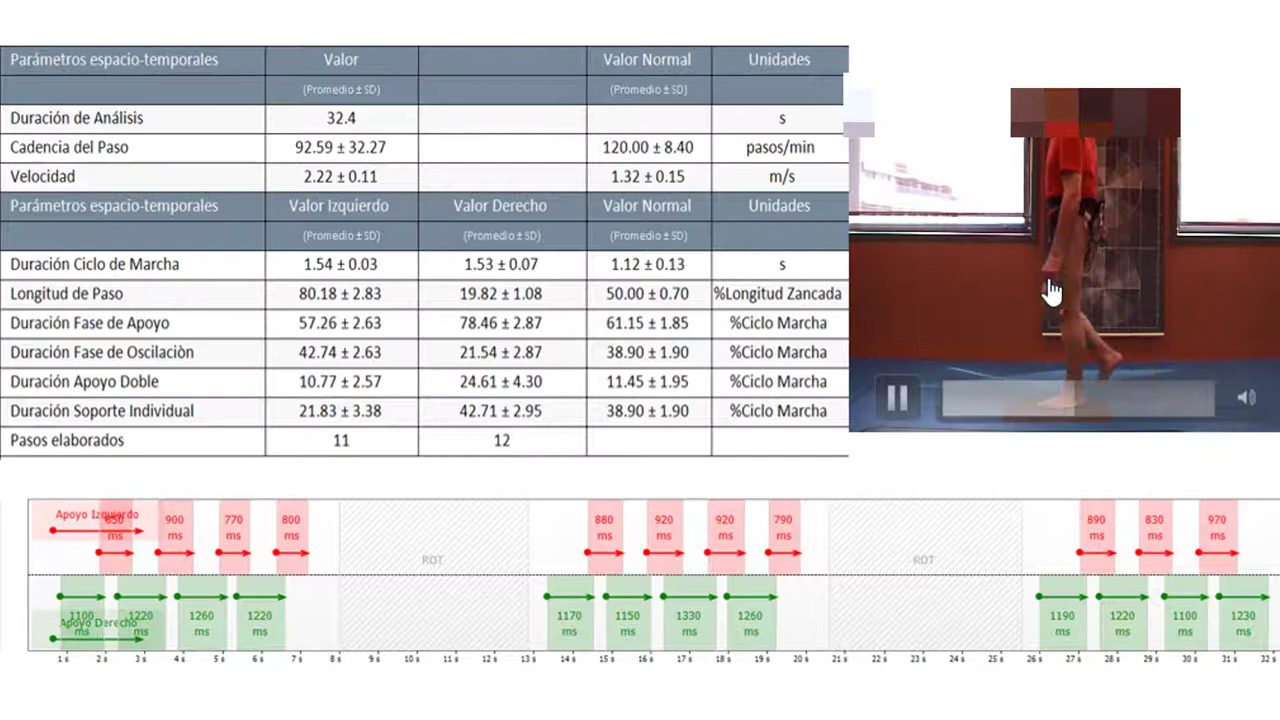 Parámetros espacio-temporales Valor Valor Normal Unidades
(Promedio ± SD) (Promedio ± SD)
Duración de Análisis 32.4 s
Cadencia del Paso 92.59 ± 32.27 120.00 ± 8.40 pasos/min
Velocidad 2.22 ± 0.11 1.32 ± 0.15 m/s
Parámetros espacio-temporales Valor Izquierdo Valor Derecho Valor Normal Unidades
(Promedio ± SD) (Promedio ± SD) (Promedio ± SD)
Duración Ciclo de Marcha 1.54 ± 0.03 1.53 ± 0.07 1.12 ± 0.13 s
Longitud de Paso 80.18 ± 2.83 19.82 ± 1.08 50.00 ± 0.70 %Longitud Zancada
Duración Fase de Apoyo 57.26 ± 2.63 78.46 ± 2.87 61.15 ± 1.85 %Ciclo Marcha
Duración Fase de Oscilaciòn 42.74 ± 2.63 21.54 ± 2.87 38.90 ± 1.90 %Ciclo Marcha
Duración Apoyo Doble 10.77 ± 2.57 24.61 ± 4.30 11.45 ± 1.95 %Ciclo Marcha
Duración Soporte Individual 21.83 ± 3.38 42.71 ± 2.95 38.90 ± 1.90 %Ciclo Marcha
Pasos elaborados 11 12
Apoyo Izquierdo
850 900 770 800 880 920 920 790 890 830 970
ms ms ms ms ms ms ms ms ms ms ms
ROT ROT
1100 1220 1260 1220 1170 1150 1330 1260 1190 1220 1100 1230
Apoyo Derecho
ms ms ms ms ms ms ms ms ms ms ms ms
1 s 2 s 3 s 4 s 5 s 6 s 7 s 8 s 9 s 10 s 11 s 12 s 13 s 14 s 15 s 16 s 17 s 18 s 19 s 20 s 21 s 22 s 23 s 24 s 25 s 26 s 27 s 28 s 29 s 30 s 31 s 32 s